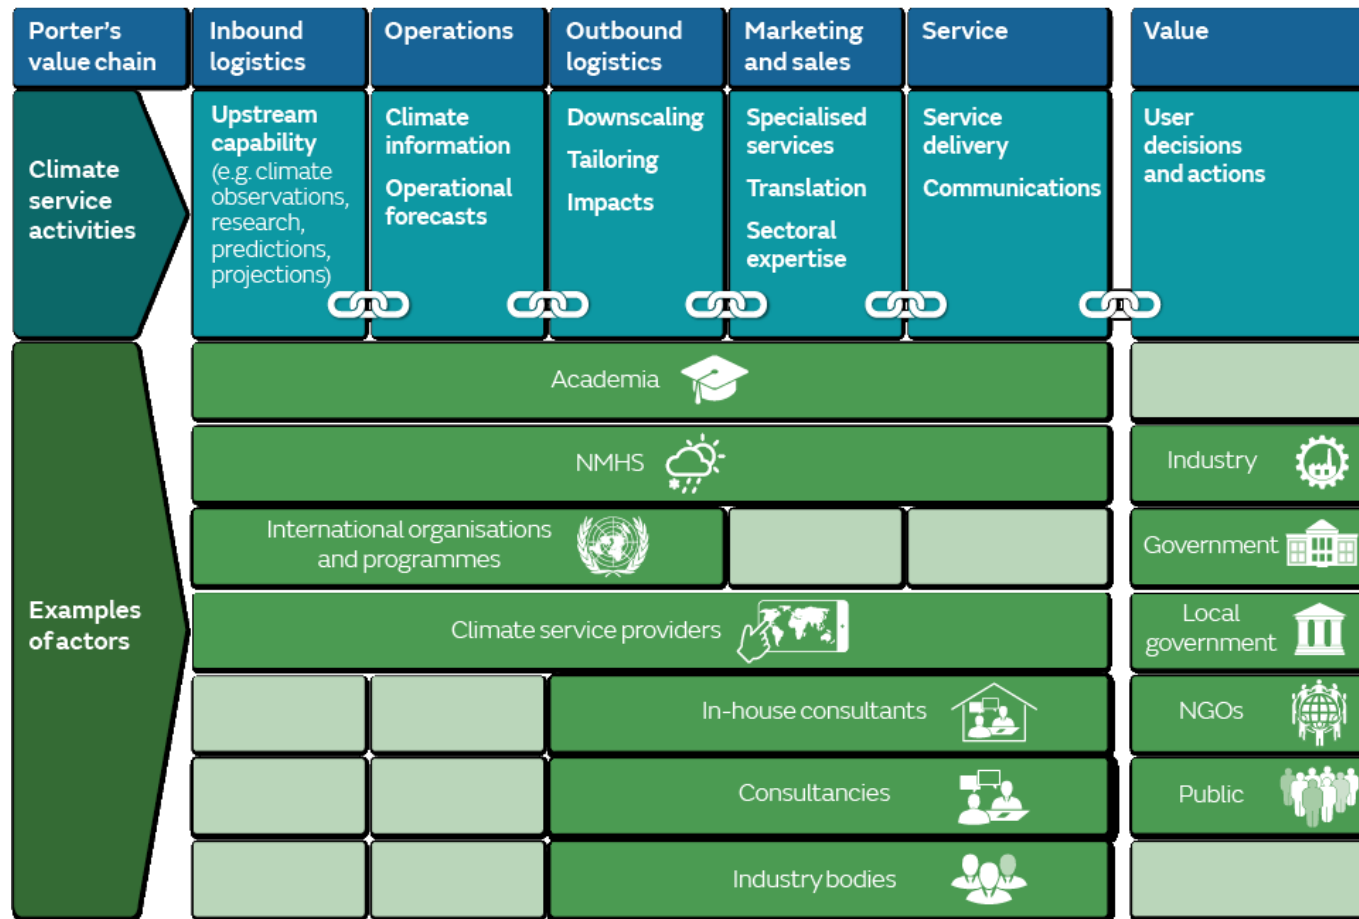 Porter's
value chain
Inbound
logistics
Operations
Outbound
logistics
Marketing
and sales
Service
Value
Climate
service
activities
Upstream
capability
(e.g. climate
observations,
research,
predictions,
projections)
Climate
information
Operational
forecasts
Downscaling
Tailoring
Impacts
Specialised
services
Translation
Sectoral
expertise
Service
delivery
Communications
User
decisions
and actions
Examples
of actors
Academia
NMHS
Industry
International organisations
and programmes
Government
Climate service providers
Local
government
In-house consultants
NGOs
Consultancies
Public
Industry bodies